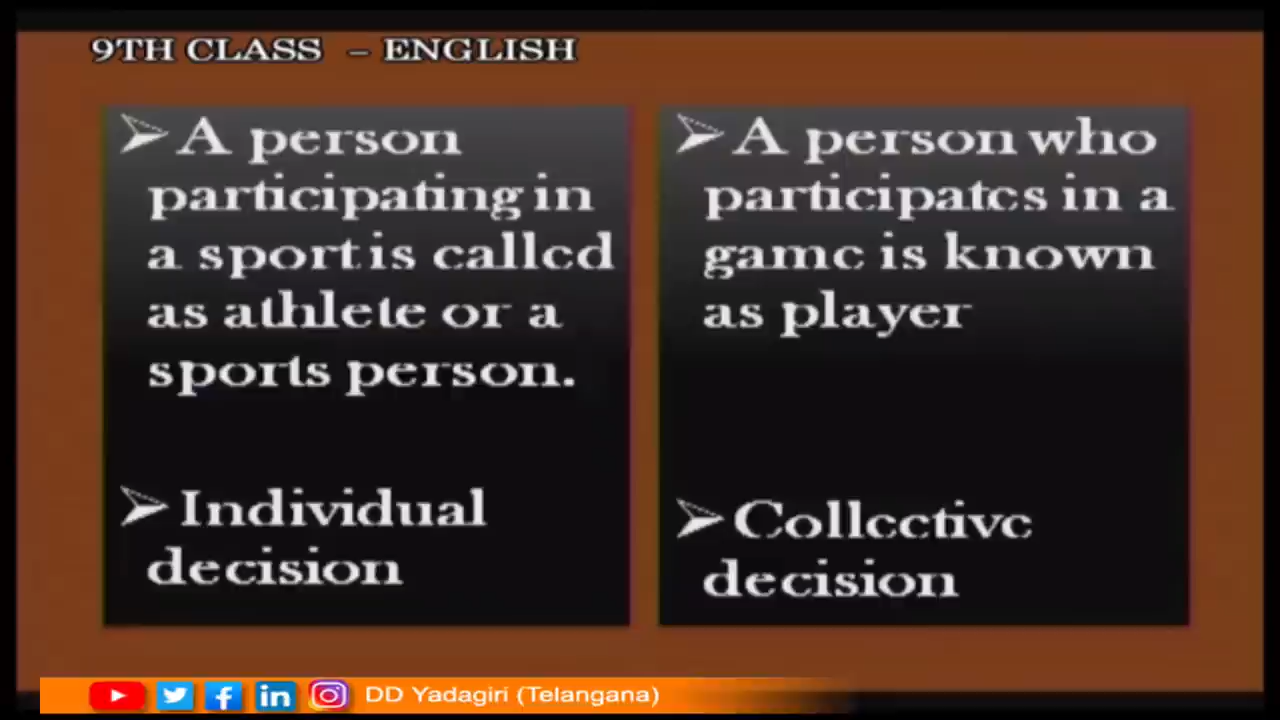 9TH CLASS – ENGLISH
➢A person
participating in
a sport is called
as athlete or a
sports person.
➢Individual
decision
➢A person who
participates in a
game is known
as player
➢Collective
decision
DD Yadagiri (Telangana)